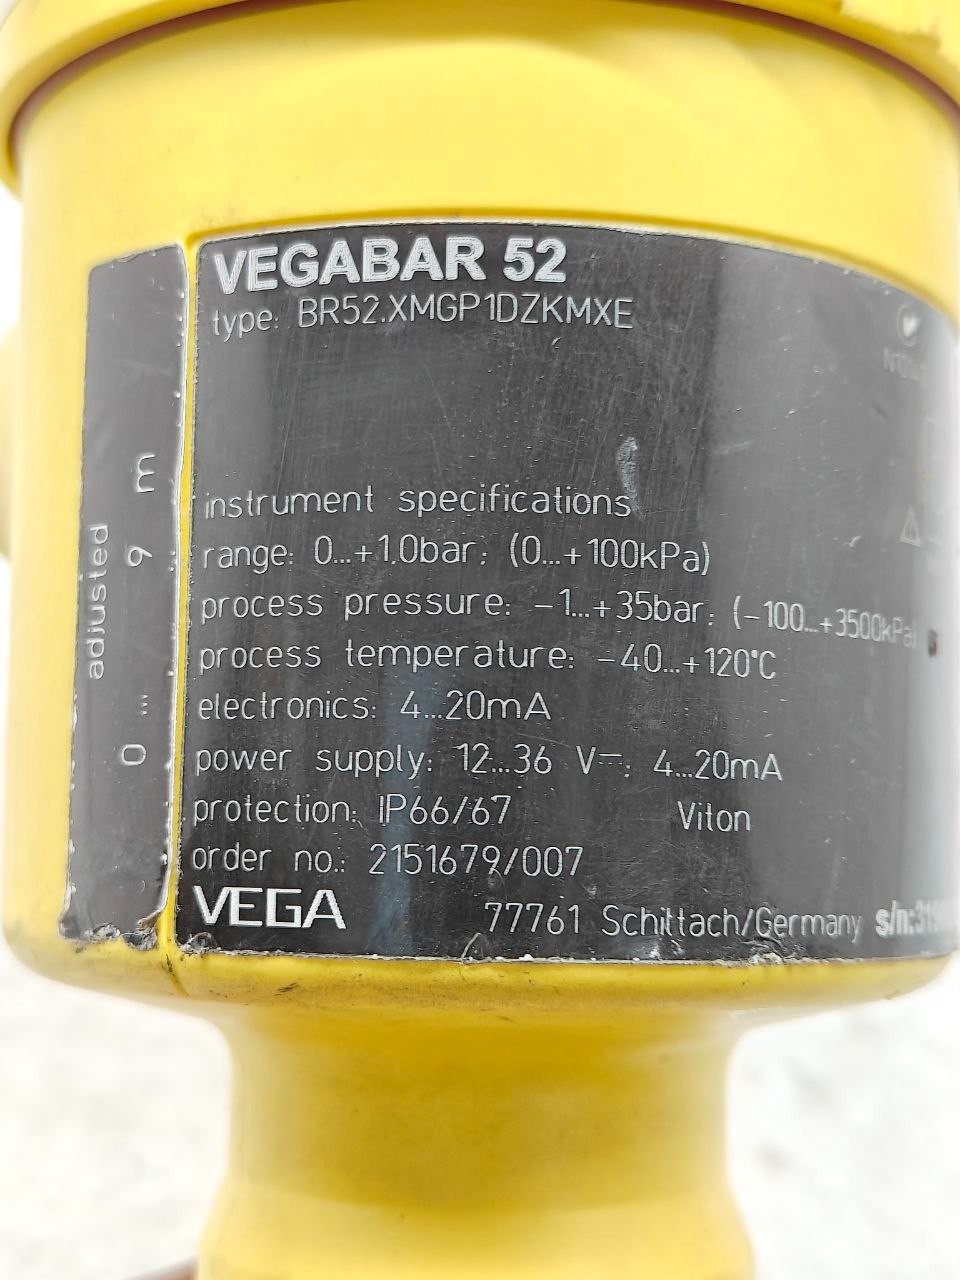 VEGABAR 52
type: BR52.XMGP1DZKMXE
instrument specifications
range: 0...+1.0bar; (0...+100kPa)
process pressure: -1...+35bar; (-100...+3500kPa)
process temperature: -40...+120°C
electronics: 4...20mA
power supply: 12...36 V⎓; 4...20mA
protection: IP66/67 Viton
order no.: 2151679/007
VEGA 77761 Schiltach/Germany s/n:
adjusted
0 ... 9 m